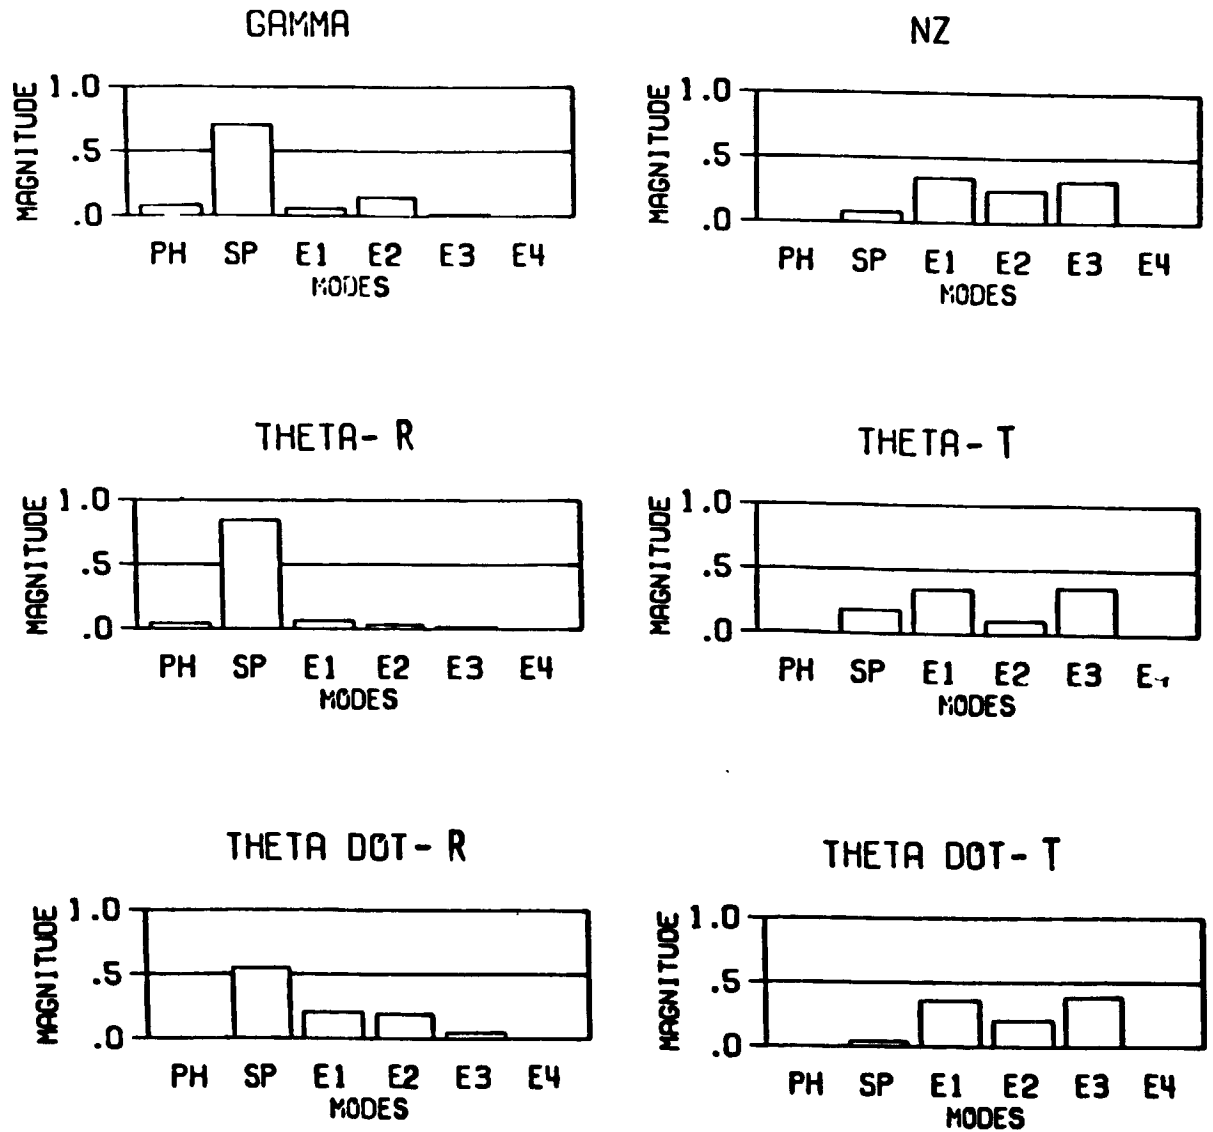 GAMMA
MAGNITUDE
1.0
.5
.0
PH SP E1 E2 E3 E4
MODES
NZ
MAGNITUDE
1.0
.5
.0
PH SP E1 E2 E3 E4
MODES
THETA- R
MAGNITUDE
1.0
.5
.0
PH SP E1 E2 E3 E4
MODES
THETA- T
MAGNITUDE
1.0
.5
.0
PH SP E1 E2 E3
MODES
THETA DOT- R
MAGNITUDE
1.0
.5
.0
PH SP E1 E2 E3 E4
MODES
THETA DOT- T
MAGNITUDE
1.0
.5
.0
PH SP E1 E2 E3 E4
MODES